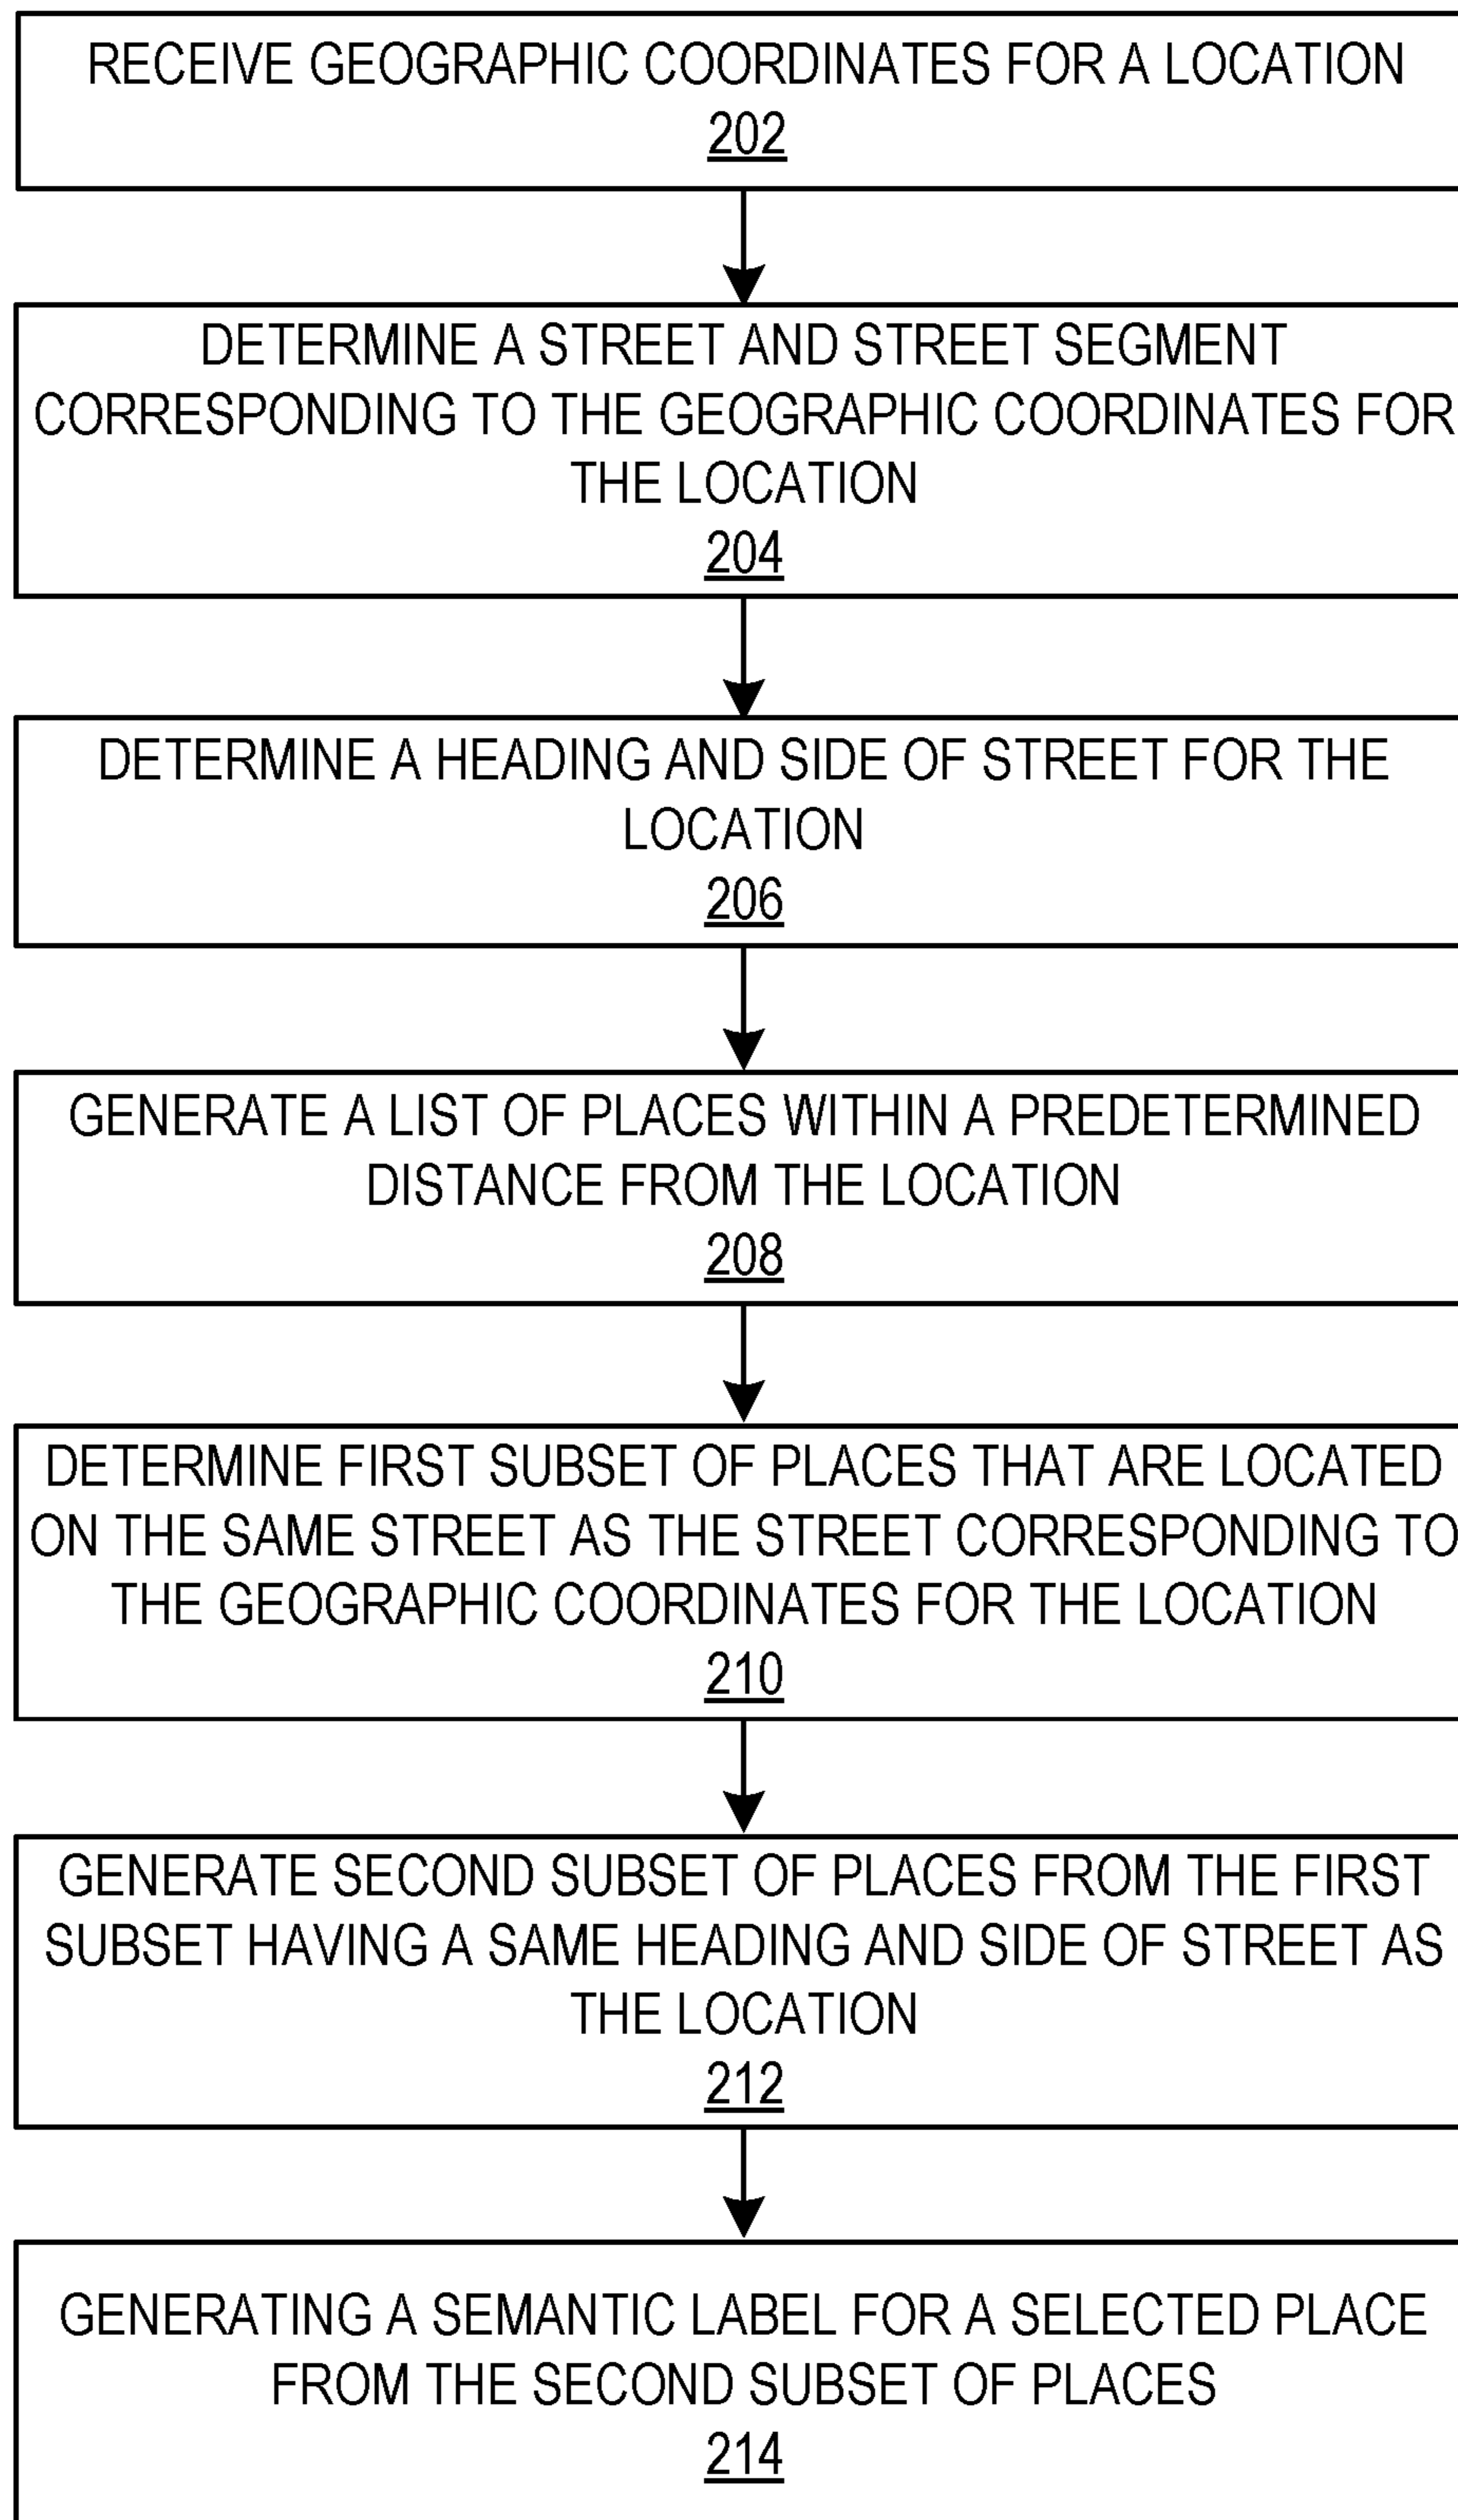 RECEIVE GEOGRAPHIC COORDINATES FOR A LOCATION
202
DETERMINE A STREET AND STREET SEGMENT
CORRESPONDING TO THE GEOGRAPHIC COORDINATES FOR
THE LOCATION
204
DETERMINE A HEADING AND SIDE OF STREET FOR THE
LOCATION
206
GENERATE A LIST OF PLACES WITHIN A PREDETERMINED
DISTANCE FROM THE LOCATION
208
DETERMINE FIRST SUBSET OF PLACES THAT ARE LOCATED
ON THE SAME STREET AS THE STREET CORRESPONDING TO
THE GEOGRAPHIC COORDINATES FOR THE LOCATION
210
GENERATE SECOND SUBSET OF PLACES FROM THE FIRST
SUBSET HAVING A SAME HEADING AND SIDE OF STREET AS
THE LOCATION
212
GENERATING A SEMANTIC LABEL FOR A SELECTED PLACE
FROM THE SECOND SUBSET OF PLACES
214